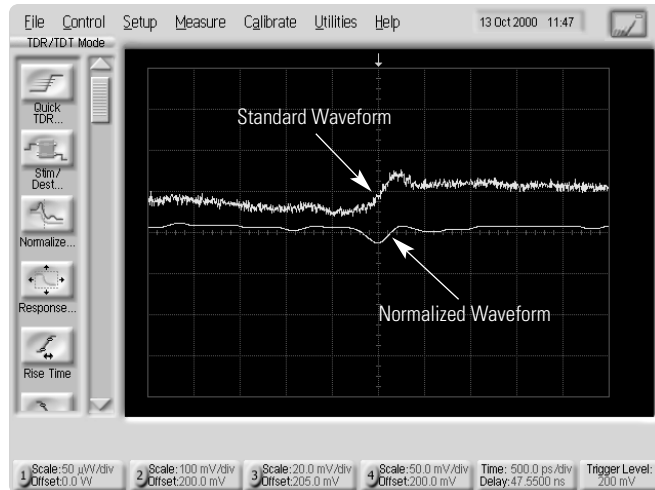 File Control Setup Measure Calibrate Utilities Help 13 Oct 2000 11:47
TDR/TDT Mode
Quick
TDR...
Stim/
Dest...
Normalize...
Response...
Rise Time
Standard Waveform
Normalized Waveform
1 Scale:50 µW/div
Offset:0.0 W
2 Scale:100 mV/div
Offset:200.0 mV
3 Scale:20.0 mV/div
Offset:205.0 mV
4 Scale:50.0 mV/div
Offset:200.0 mV
Time: 500.0 ps/div
Delay:47.5500 ns
Trigger Level:
200 mV